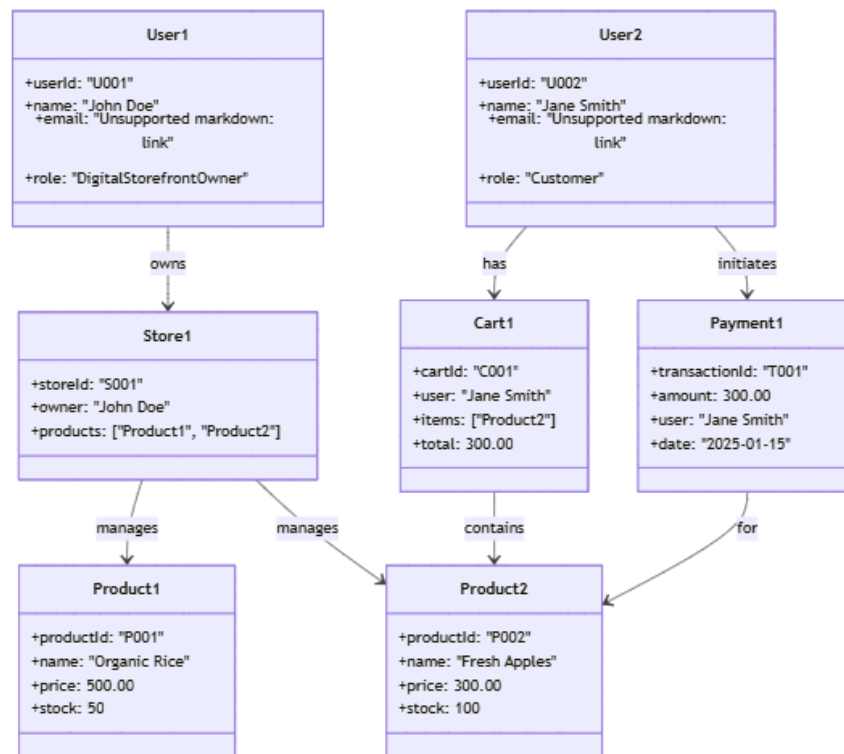 User1
+userId: "U001"
+name: "John Doe"
+email: "Unsupported markdown:
link"
+role: "DigitalStorefrontOwner"
User2
+userId: "U002"
+name: "Jane Smith"
+email: "Unsupported markdown:
link"
+role: "Customer"
owns
has
initiates
Store1
+storeId: "S001"
+owner: "John Doe"
+products: ["Product1", "Product2"]
Cart1
+cartId: "C001"
+user: "Jane Smith"
+items: ["Product2"]
+total: 300.00
Payment1
+transactionId: "T001"
+amount: 300.00
+user: "Jane Smith"
+date: "2025-01-15"
manages
manages
contains
for
Product1
+productId: "P001"
+name: "Organic Rice"
+price: 500.00
+stock: 50
Product2
+productId: "P002"
+name: "Fresh Apples"
+price: 300.00
+stock: 100